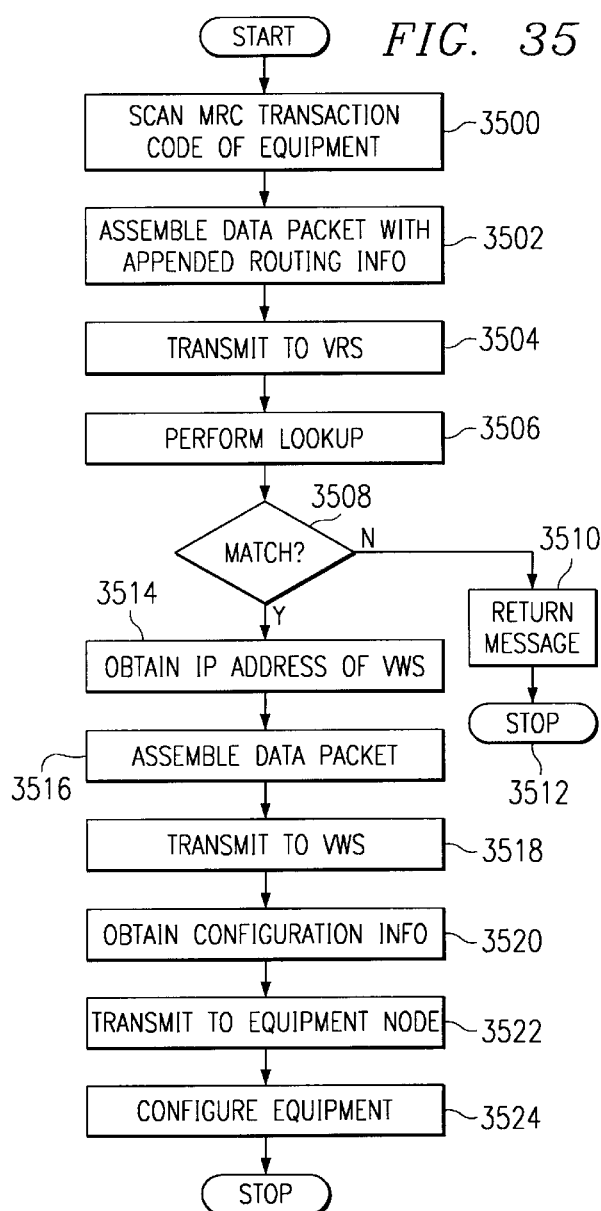 START
FIG. 35
SCAN MRC TRANSACTION
CODE OF EQUIPMENT
3500
ASSEMBLE DATA PACKET WITH
APPENDED ROUTING INFO
3502
TRANSMIT TO VRS
3504
PERFORM LOOKUP
3506
3508
MATCH?
N
Y
3510
RETURN
MESSAGE
STOP
3512
3514
OBTAIN IP ADDRESS OF VWS
ASSEMBLE DATA PACKET
3516
TRANSMIT TO VWS
3518
OBTAIN CONFIGURATION INFO
3520
TRANSMIT TO EQUIPMENT NODE
3522
CONFIGURE EQUIPMENT
3524
STOP